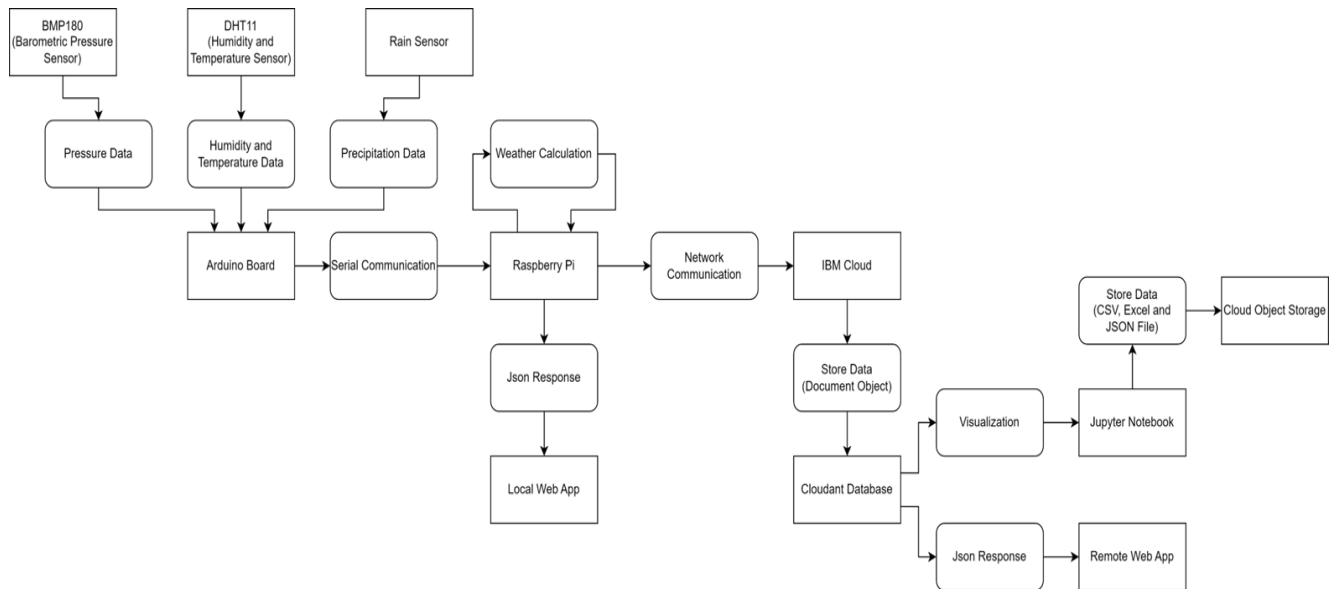 BMP180
(Barometric Pressure
Sensor)
DHT11
(Humidity and
Temperature Sensor)
Rain Sensor
Pressure Data
Humidity and
Temperature Data
Precipitation Data
Weather Calculation
Arduino Board
Serial Communication
Raspberry Pi
Network
Communication
IBM Cloud
Store Data
(CSV, Excel and
JSON File)
Cloud Object Storage
Json Response
Store Data
(Document Object)
Visualization
Jupyter Notebook
Local Web App
Cloudant Database
Json Response
Remote Web App